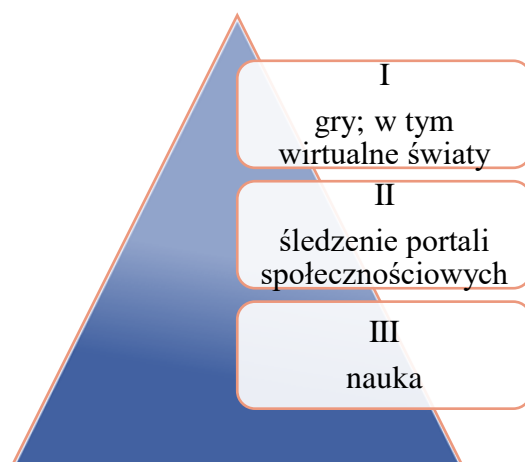 I
gry; w tym
wirtualne światy
II
śledzenie portali
społecznościowych
III
nauka